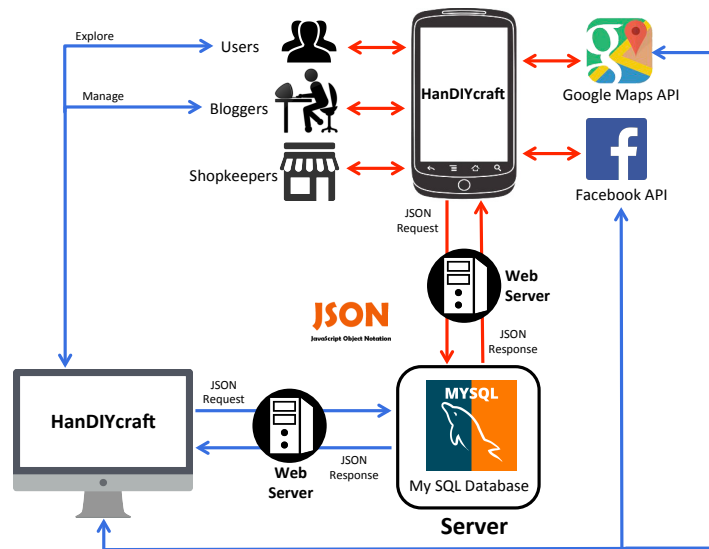 Explore
Users
Manage
Bloggers
Shopkeepers
HanDIYcraft
Google Maps API
Facebook API
JSON
Request
Web
Server
JSON
JavaScript Object Notation
JSON
Response
HanDIYcraft
JSON
Request
Web
Server
JSON
Response
MYSQL
My SQL Database
Server